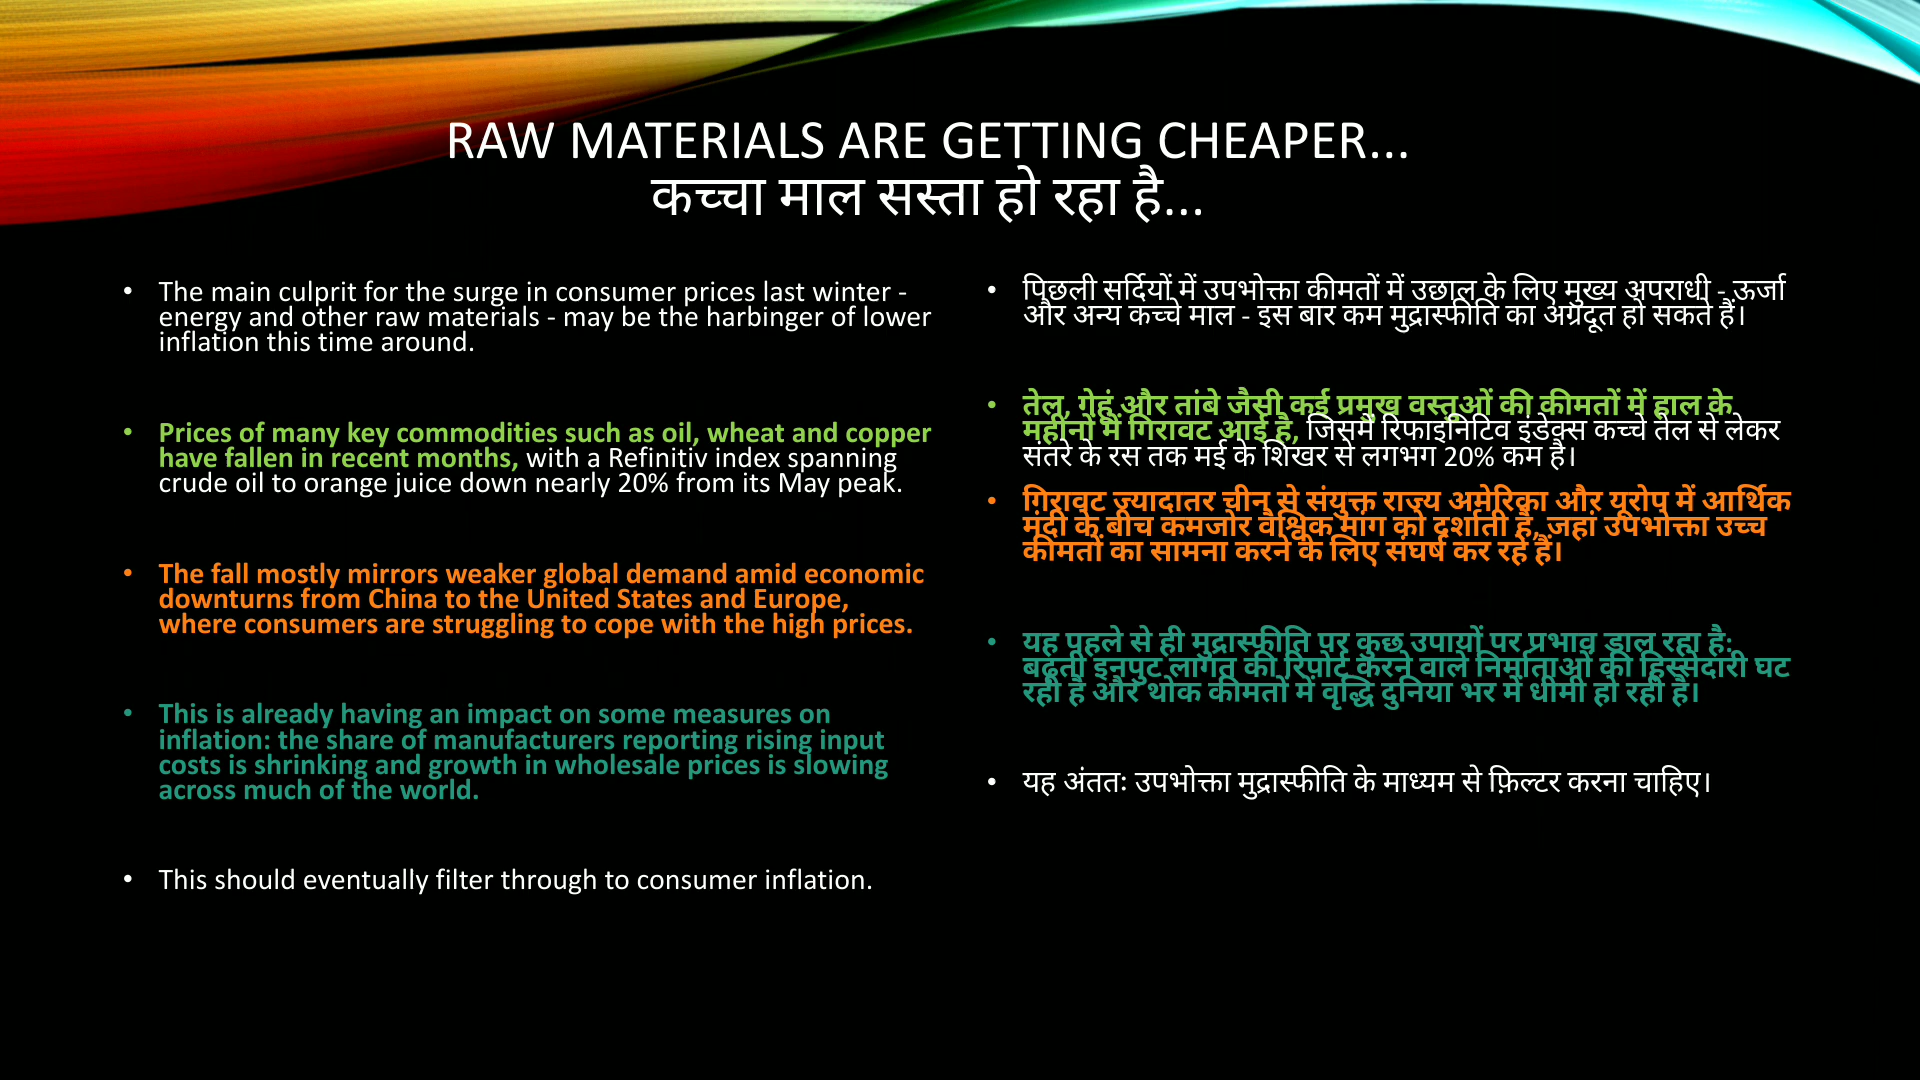 RAW MATERIALS ARE GETTING CHEAPER...
कच्चा माल सस्ता हो रहा है...
• The main culprit for the surge in consumer prices last winter -
energy and other raw materials - may be the harbinger of lower
inflation this time around.
• Prices of many key commodities such as oil, wheat and copper
have fallen in recent months, with a Refinitiv index spanning
crude oil to orange juice down nearly 20% from its May peak.
• The fall mostly mirrors weaker global demand amid economic
downturns from China to the United States and Europe,
where consumers are struggling to cope with the high prices.
• This is already having an impact on some measures on
inflation: the share of manufacturers reporting rising input
costs is shrinking and growth in wholesale prices is slowing
across much of the world.
• This should eventually filter through to consumer inflation.
• पिछली सर्दियों में उपभोक्ता कीमतों में उछाल के लिए मुख्य अपराधी - ऊर्जा
और अन्य कच्चे माल - इस बार कम मुद्रास्फीति का अग्रदूत हो सकते हैं।
• तेल, गेहूं और तांबे जैसी कई प्रमुख वस्तुओं की कीमतों में हाल के
महीनों में गिरावट आई है, जिसमें रिफाइनिटिव इंडेक्स कच्चे तेल से लेकर
संतरे के रस तक मई के शिखर से लगभग 20% कम है।
• गिरावट ज्यादातर चीन से संयुक्त राज्य अमेरिका और यूरोप में आर्थिक
मंदी के बीच कमजोर वैश्विक मांग को दर्शाती है, जहां उपभोक्ता उच्च
कीमतों का सामना करने के लिए संघर्ष कर रहे हैं।
• यह पहले से ही मुद्रास्फीति पर कुछ उपायों पर प्रभाव डाल रहा है:
बढ़ती इनपुट लागत की रिपोर्ट करने वाले निर्माताओं की हिस्सेदारी घट
रही है और थोक कीमतों में वृद्धि दुनिया भर में धीमी हो रही है।
• यह अंततः उपभोक्ता मुद्रास्फीति के माध्यम से फ़िल्टर करना चाहिए।